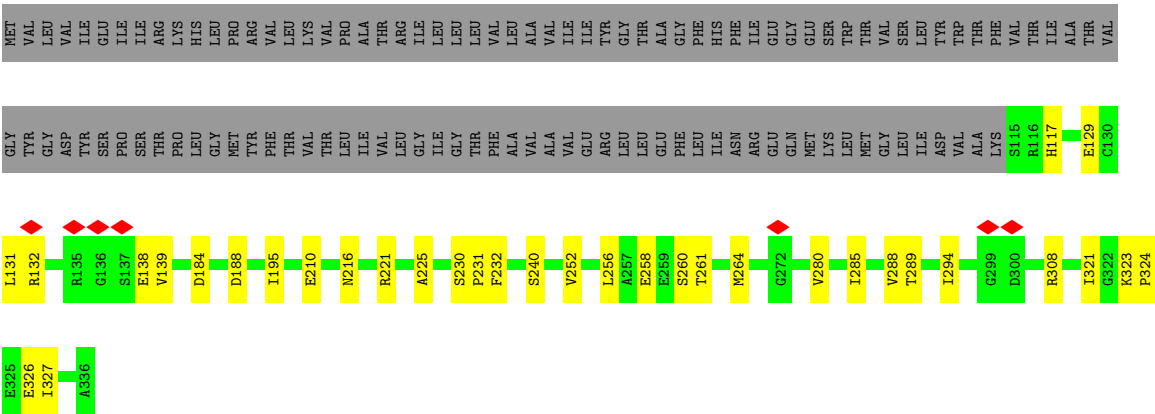 MET VAL LEU VAL ILE GLU ILE ILE ARG LYS HIS LEU PRO ARG VAL LEU LYS VAL PRO ALA THR ARG ILE LEU LEU LEU VAL LEU ALA VAL ILE ILE TYR GLY THR ALA GLY PHE HIS PHE ILE GLU GLY GLU SER TRP THR VAL SER LEU TYR TRP THR PHE VAL THR ILE ALA THR VAL
GLY TYR GLY ASP TYR SER PRO SER THR PRO LEU GLY MET TYR PHE THR VAL THR LEU ILE VAL LEU GLY ILE GLY THR PHE ALA VAL ALA VAL GLU ARG LEU LEU GLU PHE LEU ILE ASN ARG GLU GLN MET LYS LEU MET GLY LEU ILE ASP VAL ALA LYS S115 R116 H117 E129 C130
L131 R132 R135 G136 S137 E138 V139 D184 D188 I195 E210 N216 R221 A225 S230 P231 F232 S240 V252 L256 A257 E258 E259 S260 T261 M264 G272 V280 I285 V288 T289 I294 G299 D300 R308 I321 G322 K323 P324
E325 E326 I327 A336